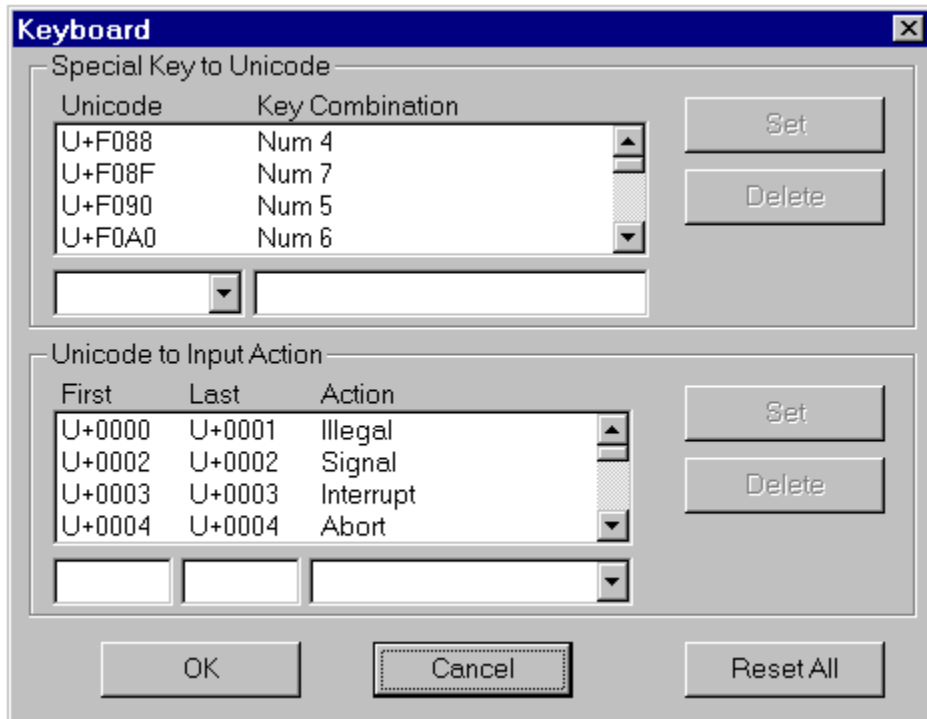 Keyboard
Special Key to Unicode
Unicode Key Combination
U+F088 Num 4
U+F08F Num 7
U+F090 Num 5
U+F0A0 Num 6
Set
Delete
Unicode to Input Action
First Last Action
U+0000 U+0001 Illegal
U+0002 U+0002 Signal
U+0003 U+0003 Interrupt
U+0004 U+0004 Abort
Set
Delete
OK Cancel Reset All